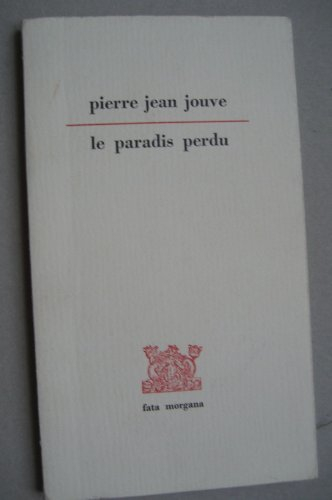 pierre jean jouve
le paradis perdu
fata morgana